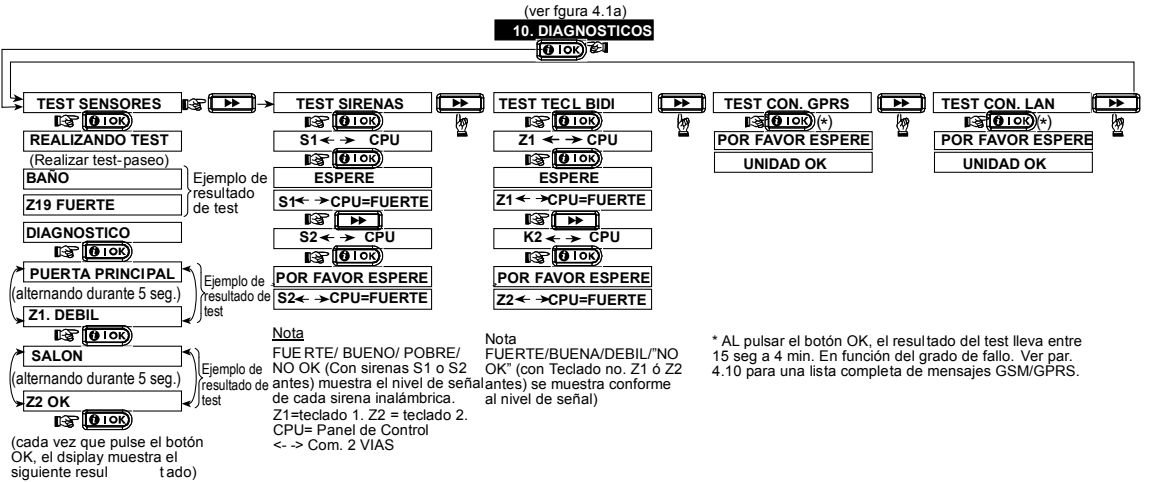 (ver fgura 4.1a)
10. DIAGNOSTICOS
OK
TEST SENSORES
OK
REALIZANDO TEST
(Realizar test-paseo)
BAÑO
Z19 FUERTE
Ejemplo de
resultado
de test
DIAGNOSTICO
OK
PUERTA PRINCIPAL
(alternando durante 5 seg.)
Z1. DEBIL
Ejemplo de
resultado de
test
OK
SALON
(alternando durante 5 seg.)
Z2 OK
Ejemplo de
resultado de
test
OK
(cada vez que pulse el botón
OK, el dsiplay muestra el
siguiente resul tado)
TEST SIRENAS
OK
S1← → CPU
OK
ESPERE
S1← →CPU=FUERTE
S2← → CPU
OK
POR FAVOR ESPERE
S2← →CPU=FUERTE
Nota
FUERTE/ BUENO/ POBRE/
NO OK (Con sirenas S1 o S2
antes) muestra el nivel de señal
de cada sirena inalámbrica.
Z1=teclado 1. Z2 = teclado 2.
CPU= Panel de Control
<- -> Com. 2 VIAS
TEST TECL BIDI
OK
Z1 ← → CPU
OK
ESPERE
Z1← →CPU=FUERTE
K2← → CPU
OK
POR FAVOR ESPERE
Z2← →CPU=FUERTE
Nota
FUERTE/BUENA/DEBIL/"NO
OK" (con Teclado no. Z1 ó Z2
antes) se muestra conforme
al nivel de señal)
TEST CON. GPRS
OK (*)
POR FAVOR ESPERE
UNIDAD OK
TEST CON. LAN
OK (*)
POR FAVOR ESPERE
UNIDAD OK
* AL pulsar el botón OK, el resultado del test lleva entre
15 seg a 4 min. En función del grado de fallo. Ver par.
4.10 para una lista completa de mensajes GSM/GPRS.